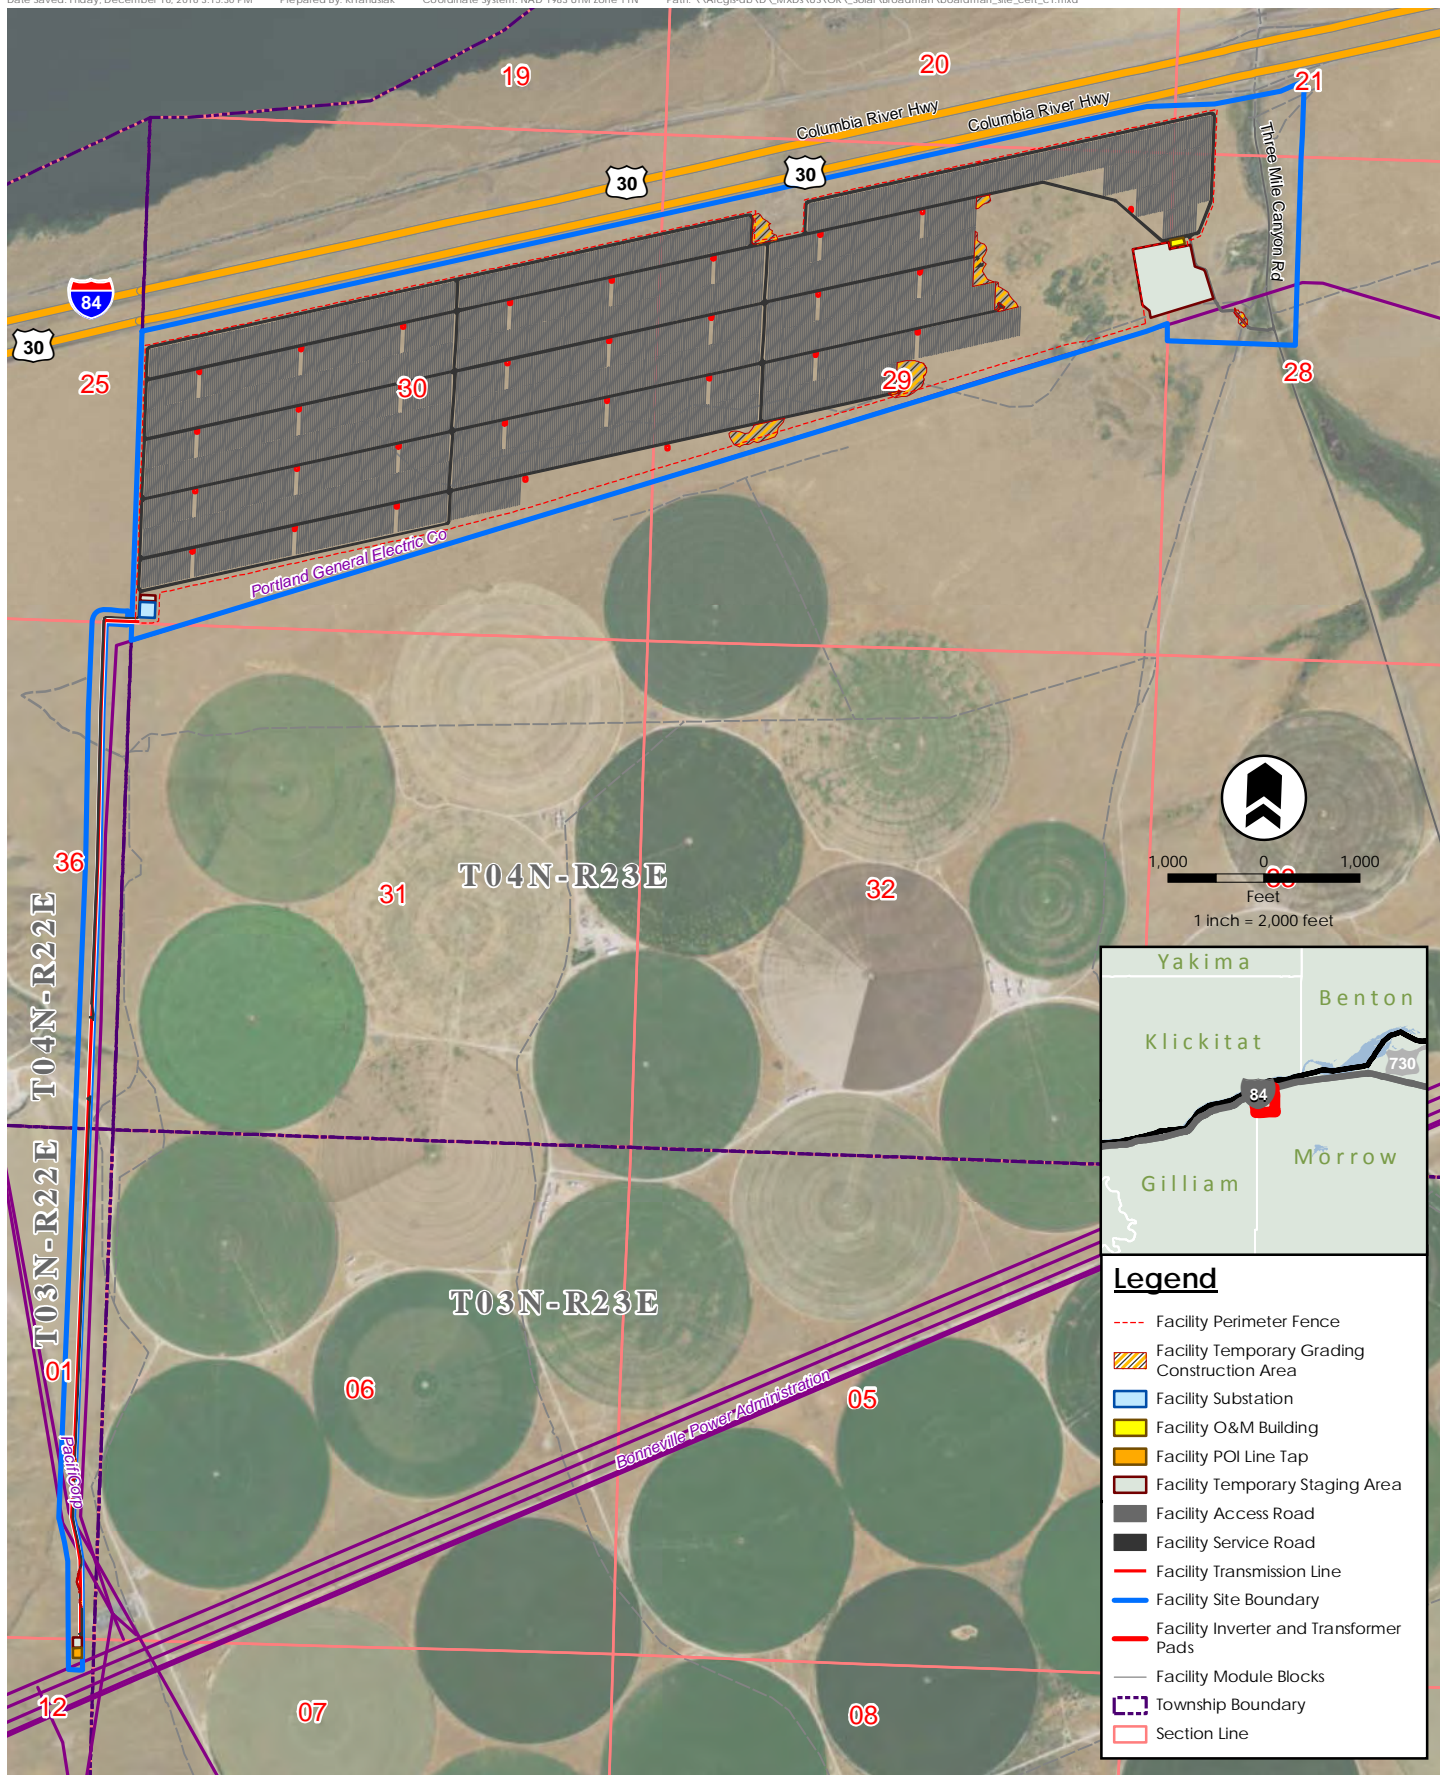 19
20
21
Columbia River Hwy
Columbia River Hwy
Three Mile Canyon Rd
30
30
84
30
25
30
29
28
Portland General Electric Co
36
31
T04N-R23E
32
T04N-R22E
1,000 0 1,000
Feet
1 inch = 2,000 feet
Yakima
Benton
Klickitat
730
84
Morrow
Gilliam
T03N-R22E
T03N-R23E
01
06
05
Bonneville Power Administration
Pacificorp
12
07
08
Legend
Facility Perimeter Fence
Facility Temporary Grading
Construction Area
Facility Substation
Facility O&M Building
Facility POI Line Tap
Facility Temporary Staging Area
Facility Access Road
Facility Service Road
Facility Transmission Line
Facility Site Boundary
Facility Inverter and Transformer
Pads
Facility Module Blocks
Township Boundary
Section Line